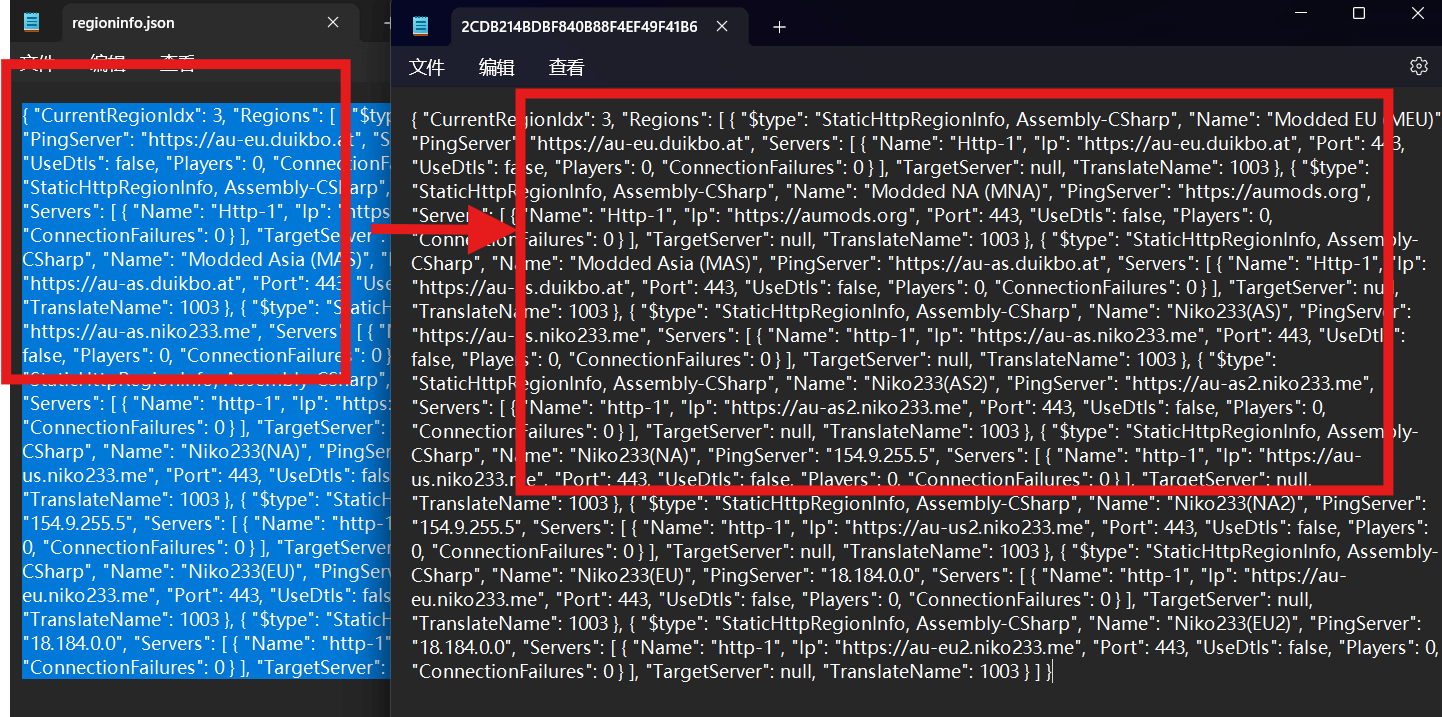 regioninfo.json
文件 编辑 查看
{ "CurrentRegionIdx": 3, "Regions": [ { "$typ
"PingServer": "https://au-eu.duikbo.at", "S
"UseDtls": false, "Players": 0, "ConnectionFa
"StaticHttpRegionInfo, Assembly-CSharp",
"Servers": [ { "Name": "Http-1", "Ip": "https
"ConnectionFailures": 0 } ], "TargetServer":
CSharp", "Name": "Modded Asia (MAS)", "
"https://au-as.duikbo.at", "Port": 443, "Use
"TranslateName": 1003 }, { "$type": "StaticH
"https://au-as.niko233.me", "Servers": [ { "N
false, "Players": 0, "ConnectionFailures": 0 }
"StaticHttpRegionInfo, Assembly-CSharp",
"Servers": [ { "Name": "http-1", "Ip": "https:
"ConnectionFailures": 0 } ], "TargetServer":
CSharp", "Name": "Niko233(NA)", "PingSer
us.niko233.me", "Port": 443, "UseDtls": fals
"TranslateName": 1003 }, { "$type": "StaticH
"154.9.255.5", "Servers": [ { "Name": "http-1
0, "ConnectionFailures": 0 } ], "TargetServer
CSharp", "Name": "Niko233(EU)", "PingServ
eu.niko233.me", "Port": 443, "UseDtls": fals
"TranslateName": 1003 }, { "$type": "StaticH
"18.184.0.0", "Servers": [ { "Name": "http-1"
"ConnectionFailures": 0 } ], "TargetServer":
2CDB214BDBF840B88F4EF49F41B6
文件 编辑 查看
{ "CurrentRegionIdx": 3, "Regions": [ { "$type": "StaticHttpRegionInfo, Assembly-CSharp", "Name": "Modded EU (MEU)"
"PingServer": "https://au-eu.duikbo.at", "Servers": [ { "Name": "Http-1", "Ip": "https://au-eu.duikbo.at", "Port": 443,
"UseDtls": false, "Players": 0, "ConnectionFailures": 0 } ], "TargetServer": null, "TranslateName": 1003 }, { "$type":
"StaticHttpRegionInfo, Assembly-CSharp", "Name": "Modded NA (MNA)", "PingServer": "https://aumods.org",
"Servers": [ { "Name": "Http-1", "Ip": "https://aumods.org", "Port": 443, "UseDtls": false, "Players": 0,
"ConnectionFailures": 0 } ], "TargetServer": null, "TranslateName": 1003 }, { "$type": "StaticHttpRegionInfo, Assembly-
CSharp", "Name": "Modded Asia (MAS)", "PingServer": "https://au-as.duikbo.at", "Servers": [ { "Name": "Http-1", "Ip":
"https://au-as.duikbo.at", "Port": 443, "UseDtls": false, "Players": 0, "ConnectionFailures": 0 } ], "TargetServer": null,
"TranslateName": 1003 }, { "$type": "StaticHttpRegionInfo, Assembly-CSharp", "Name": "Niko233(AS)", "PingServer":
"https://au-as.niko233.me", "Servers": [ { "Name": "http-1", "Ip": "https://au-as.niko233.me", "Port": 443, "UseDtls":
false, "Players": 0, "ConnectionFailures": 0 } ], "TargetServer": null, "TranslateName": 1003 }, { "$type":
"StaticHttpRegionInfo, Assembly-CSharp", "Name": "Niko233(AS2)", "PingServer": "https://au-as2.niko233.me",
"Servers": [ { "Name": "http-1", "Ip": "https://au-as2.niko233.me", "Port": 443, "UseDtls": false, "Players": 0,
"ConnectionFailures": 0 } ], "TargetServer": null, "TranslateName": 1003 }, { "$type": "StaticHttpRegionInfo, Assembly-
CSharp", "Name": "Niko233(NA)", "PingServer": "154.9.255.5", "Servers": [ { "Name": "http-1", "Ip": "https://au-
us.niko233.me", "Port": 443, "UseDtls": false, "Players": 0, "ConnectionFailures": 0 } ], "TargetServer": null,
"TranslateName": 1003 }, { "$type": "StaticHttpRegionInfo, Assembly-CSharp", "Name": "Niko233(NA2)", "PingServer":
"154.9.255.5", "Servers": [ { "Name": "http-1", "Ip": "https://au-us2.niko233.me", "Port": 443, "UseDtls": false, "Players":
0, "ConnectionFailures": 0 } ], "TargetServer": null, "TranslateName": 1003 }, { "$type": "StaticHttpRegionInfo, Assembly-
CSharp", "Name": "Niko233(EU)", "PingServer": "18.184.0.0", "Servers": [ { "Name": "http-1", "Ip": "https://au-
eu.niko233.me", "Port": 443, "UseDtls": false, "Players": 0, "ConnectionFailures": 0 } ], "TargetServer": null,
"TranslateName": 1003 }, { "$type": "StaticHttpRegionInfo, Assembly-CSharp", "Name": "Niko233(EU2)", "PingServer":
"18.184.0.0", "Servers": [ { "Name": "http-1", "Ip": "https://au-eu2.niko233.me", "Port": 443, "UseDtls": false, "Players": 0,
"ConnectionFailures": 0 } ], "TargetServer": null, "TranslateName": 1003 } ] }